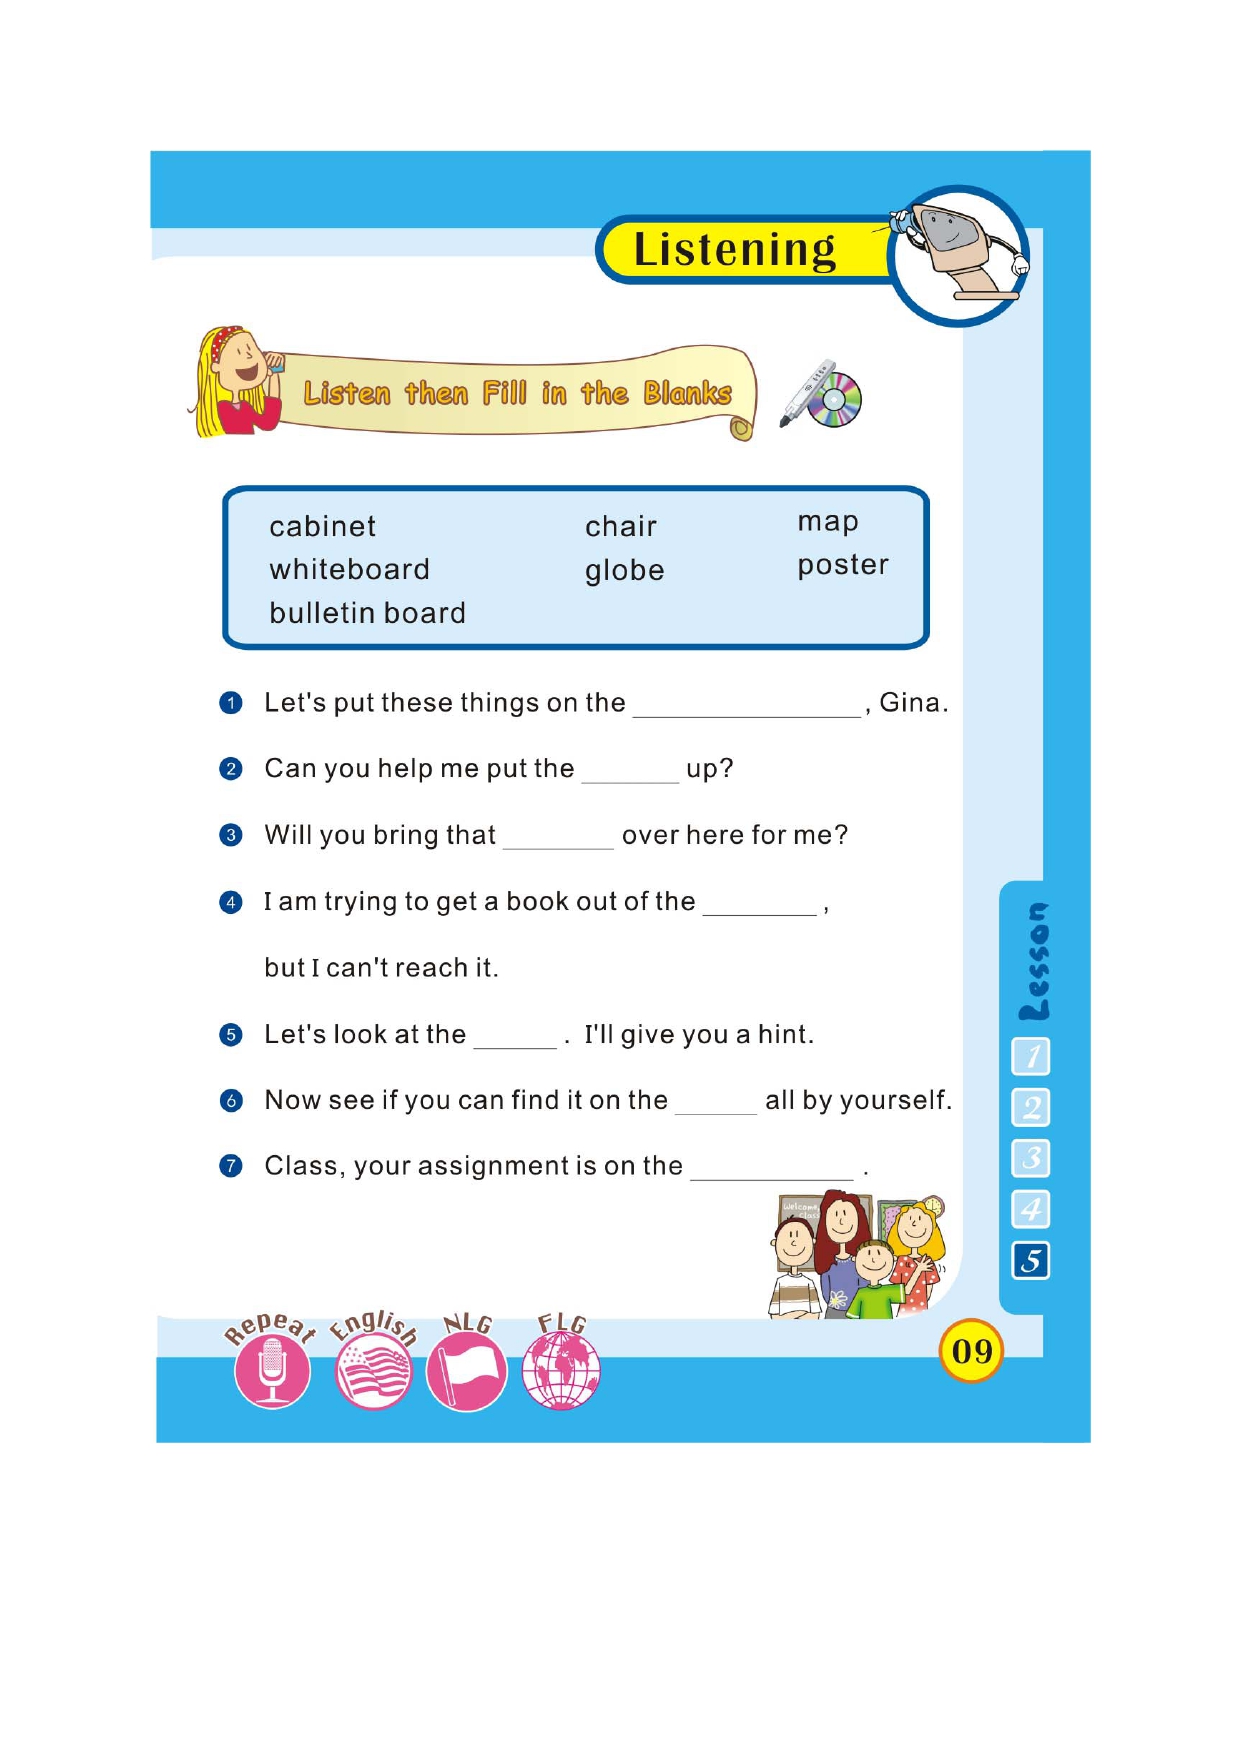 Listening
Listen then Fill in the Blanks
cabinet chair map
whiteboard globe poster
bulletin board
1 Let's put these things on the ________ , Gina.
2 Can you help me put the ________ up?
3 Will you bring that ________ over here for me?
4 I am trying to get a book out of the ________ ,
but I can't reach it.
5 Let's look at the ________ . I'll give you a hint.
6 Now see if you can find it on the ________ all by yourself.
7 Class, your assignment is on the ________ .
Lesson
1
2
3
4
5
Welcome,
Class
Repeat English NLG FLG
09